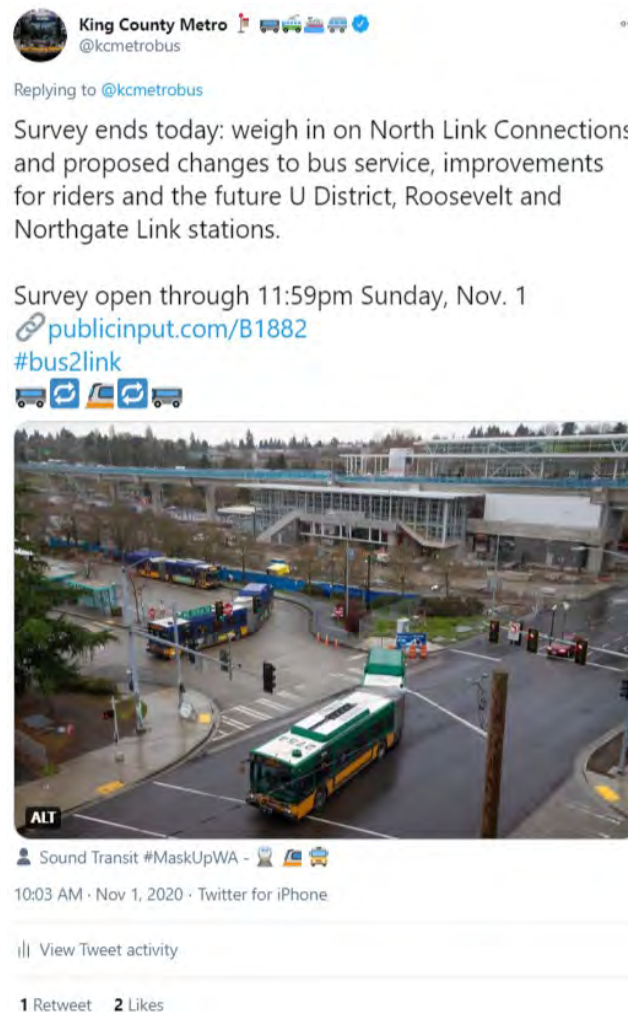 King County Metro
@kcmetrobus
Replying to @kcmetrobus
Survey ends today: weigh in on North Link Connections
and proposed changes to bus service, improvements
for riders and the future U District, Roosevelt and
Northgate Link stations.
Survey open through 11:59pm Sunday, Nov. 1
publicinput.com/B1882
#bus2link
ALT
Sound Transit #MaskUpWA -
10:03 AM · Nov 1, 2020 · Twitter for iPhone
View Tweet activity
1 Retweet 2 Likes